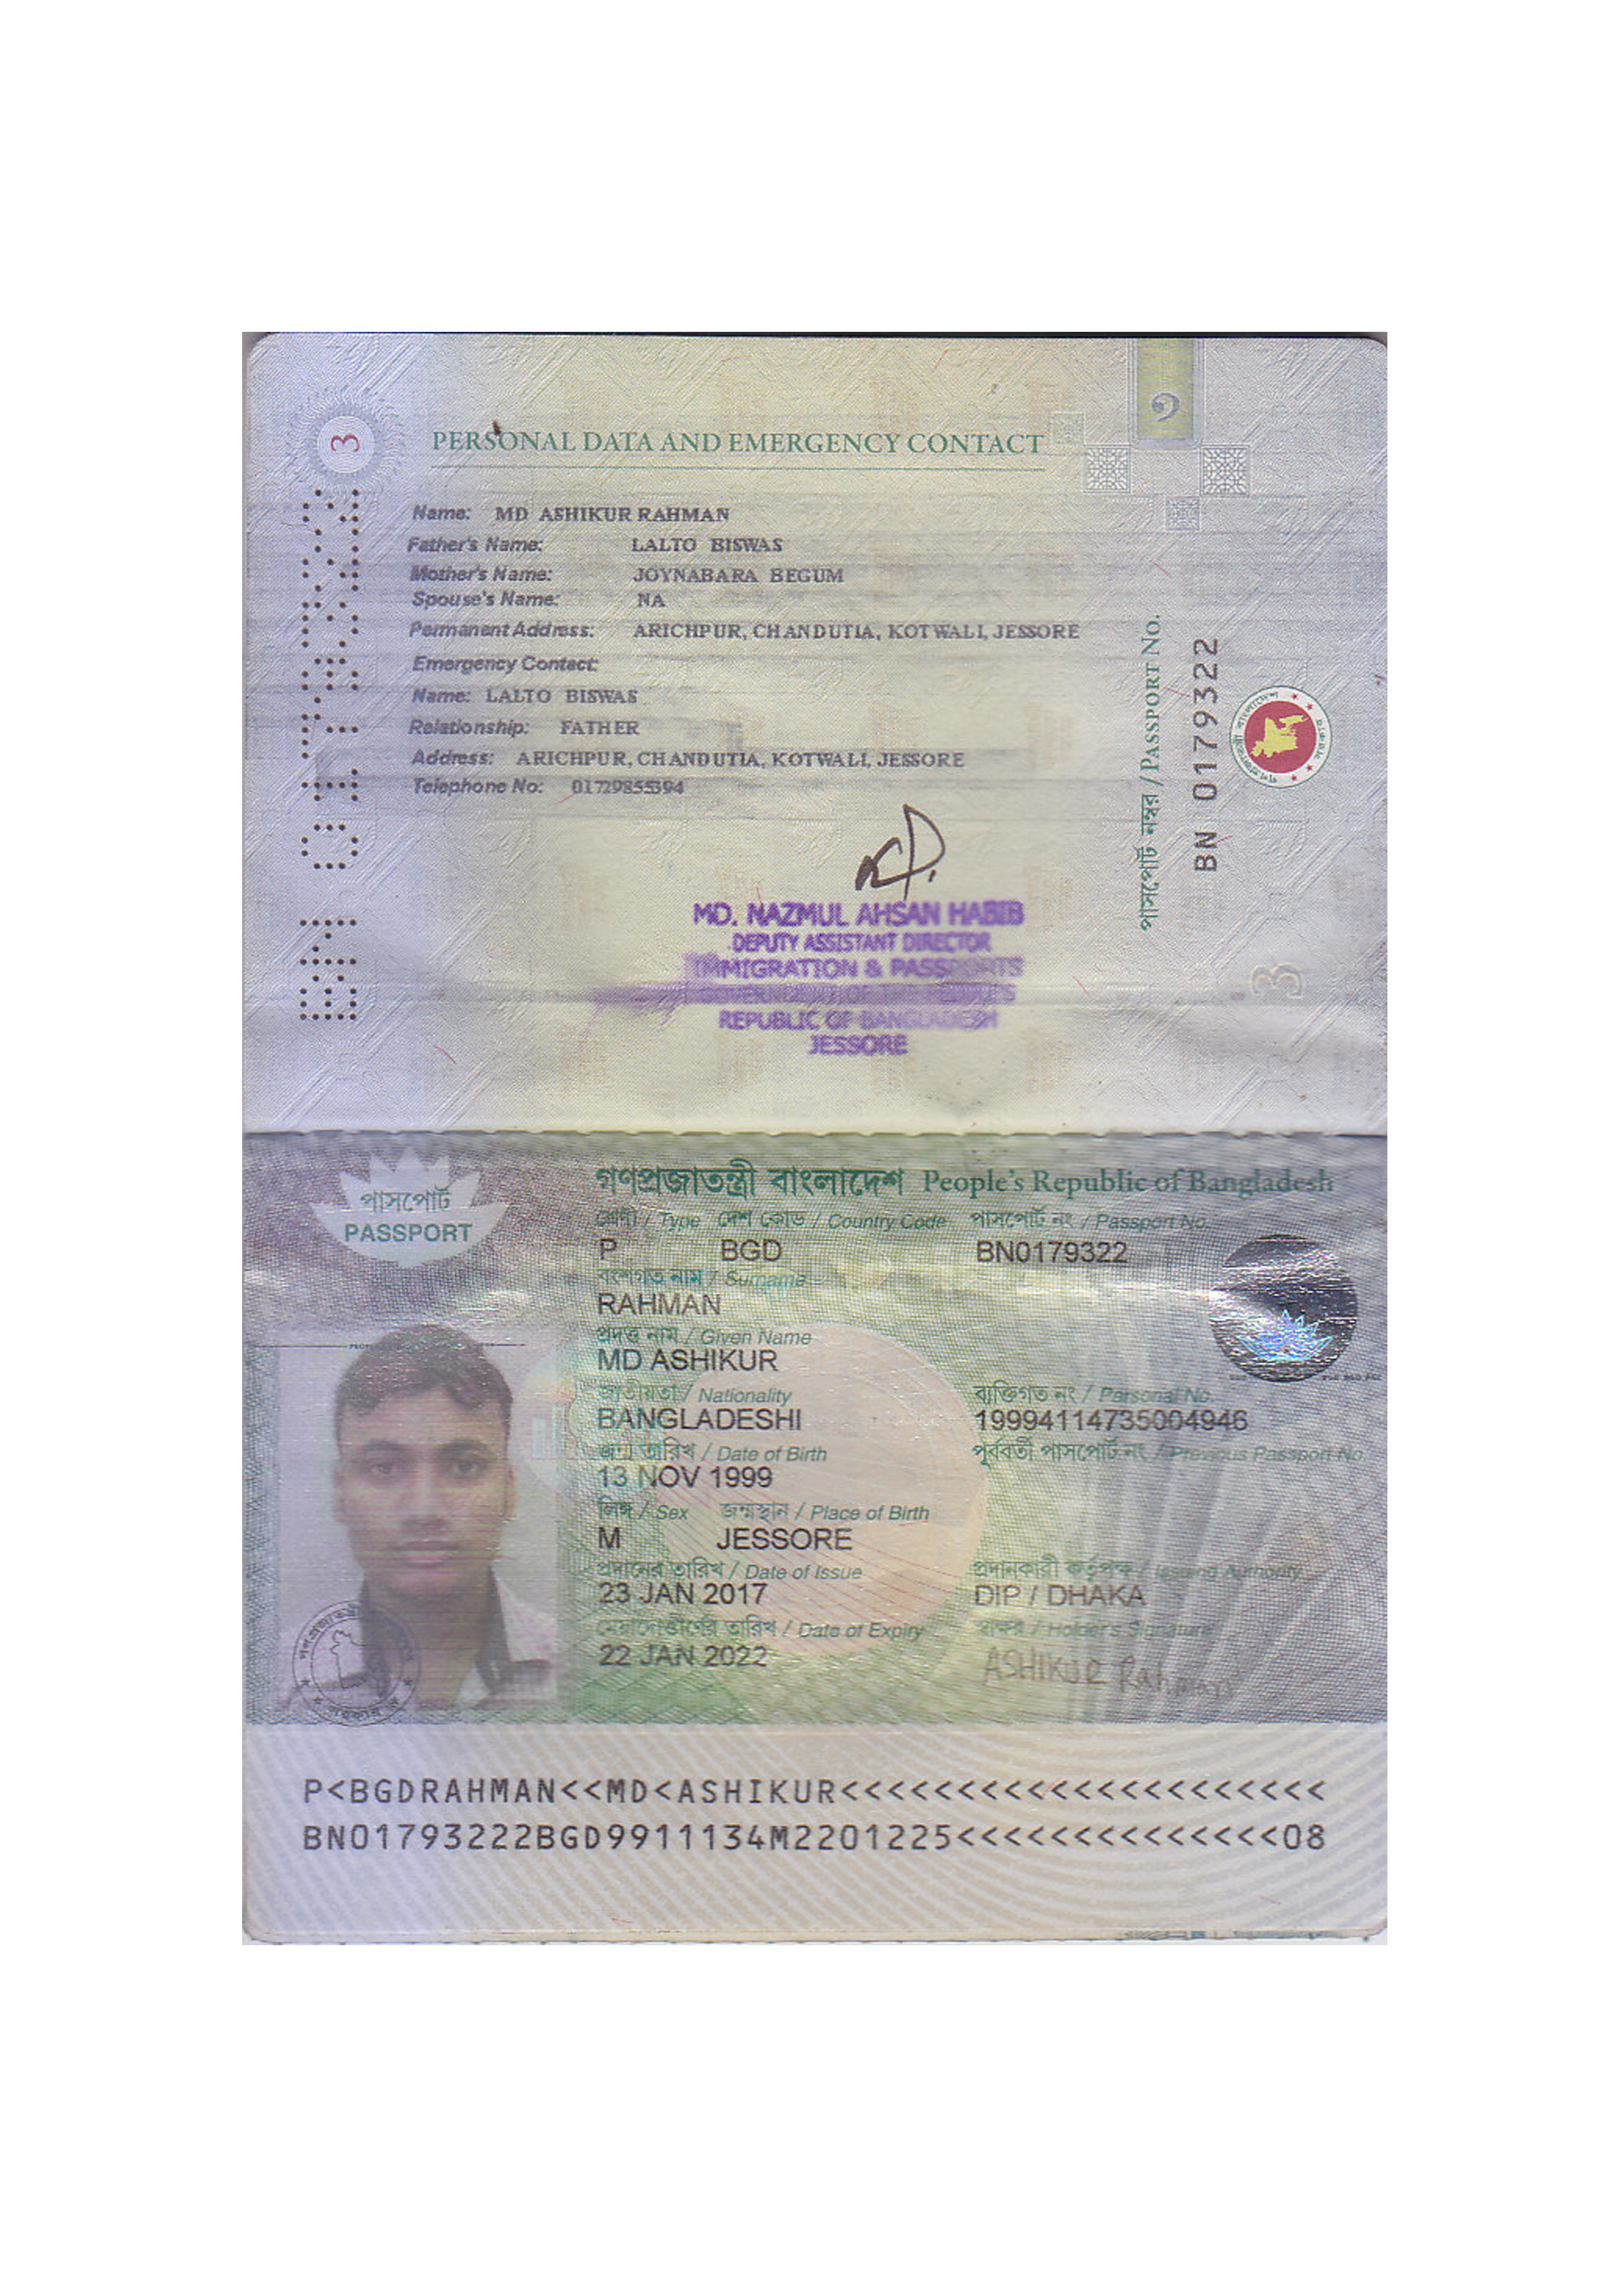 3
PERSONAL DATA AND EMERGENCY CONTACT
Name: MD ASHIKUR RAHMAN
Father's Name: LALTO BISWAS
Mother's Name: JOYNABARA BEGUM
Spouse's Name: NA
Permanent Address: ARICHPUR, CHANDUTIA, KOTWALI, JESSORE
Emergency Contact:
Name: LALTO BISWAS
Relationship: FATHER
Address: ARICHPUR, CHANDUTIA, KOTWALI, JESSORE
Telephone No: 01729855394
BN 0179322
পাসপোর্ট নম্বর / PASSPORT No.
BN 0179322
MD. NAZMUL AHSAN HABIB
DEPUTY ASSISTANT DIRECTOR
IMMIGRATION & PASSPORTS
GOVERNMENT OF THE PEOPLE'S
REPUBLIC OF BANGLADESH
JESSORE
3
পাসপোর্ট
PASSPORT
গণপ্রজাতন্ত্রী বাংলাদেশ People's Republic of Bangladesh
শ্রেণী / Type দেশ কোড / Country Code পাসপোর্ট নং / Passport No.
P BGD BN0179322
বংশগত নাম / Surname
RAHMAN
প্রদত্ত নাম / Given Name
MD ASHIKUR
জাতীয়তা / Nationality ব্যক্তিগত নং / Personal No.
BANGLADESHI 19994114735004946
জন্ম তারিখ / Date of Birth পূর্ববর্তী পাসপোর্ট নং / Previous Passport No.
13 NOV 1999
লিঙ্গ / Sex জন্মস্থান / Place of Birth
M JESSORE
প্রদানের তারিখ / Date of Issue প্রদানকারী কর্তৃপক্ষ / Issuing Authority
23 JAN 2017 DIP / DHAKA
মেয়াদোত্তীর্ণের তারিখ / Date of Expiry স্বাক্ষর / Holder's Signature
22 JAN 2022 ASHIKUR Rahman
P<BGDRAHMAN<<MD<ASHIKUR<<<<<<<<<<<<<<<<<<<<<
BN01793222BGD9911134M2201225<<<<<<<<<<<<<<08